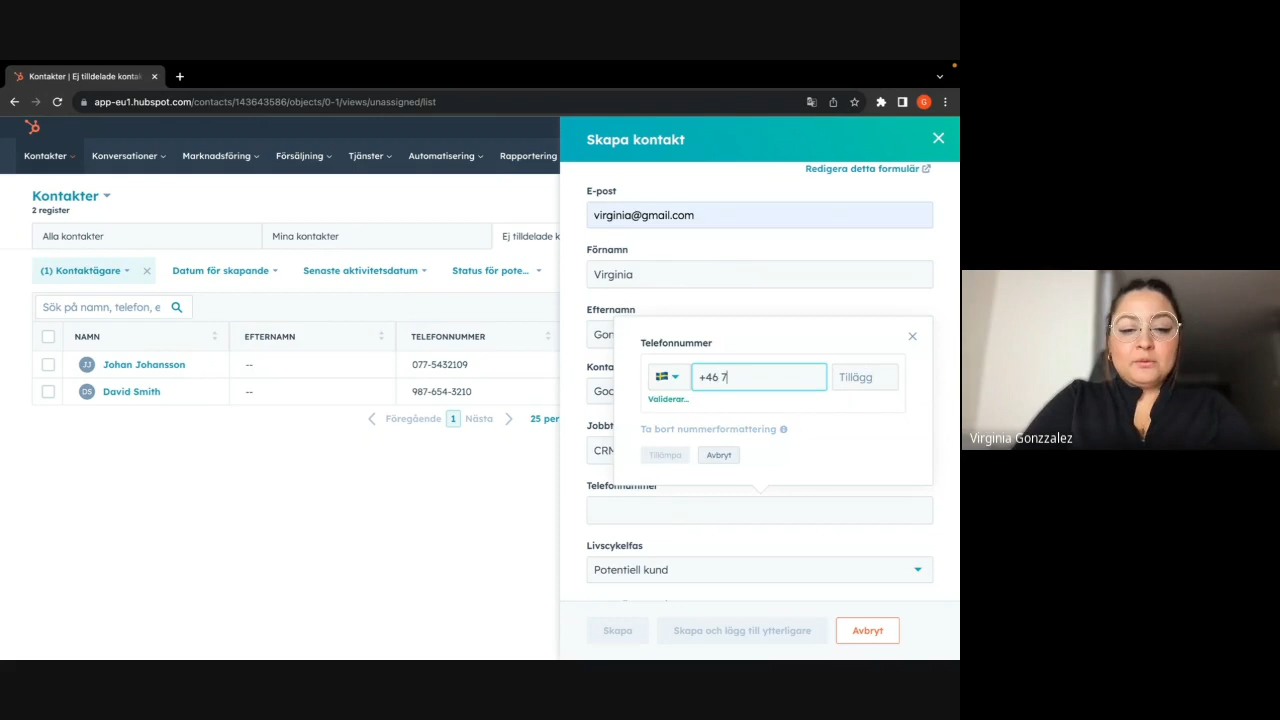 Kontakter | Ej tilldelade kontak
app-eu1.hubspot.com/contacts/143643586/objects/0-1/views/unassigned/list
G
Kontakter
Konversationer
Marknadsföring
Försäljning
Tjänster
Automatisering
Rapportering
Kontakter
2 register
Alla kontakter
Mina kontakter
Ej tilldelade k
(1) Kontaktägare
Datum för skapande
Senaste aktivitetsdatum
Status för pote...
Sök på namn, telefon, e
NAMN
EFTERNAMN
TELEFONNUMMER
JJ Johan Johansson -- 077-5432109
DS David Smith -- 987-654-3210
Föregående 1 Nästa 25 per
Skapa kontakt
Redigera detta formulär
E-post
virginia@gmail.com
Förnamn
Virginia
Efternamn
Gon
Konta
Goo
Jobbt
CRM
Telefonnummer
+46 7
Tillägg
Validerar...
Ta bort nummerformattering
Tillämpa
Avbryt
Telefonnummer
Livscykelfas
Potentiell kund
Skapa
Skapa och lägg till ytterligare
Avbryt
Virginia Gonzzalez